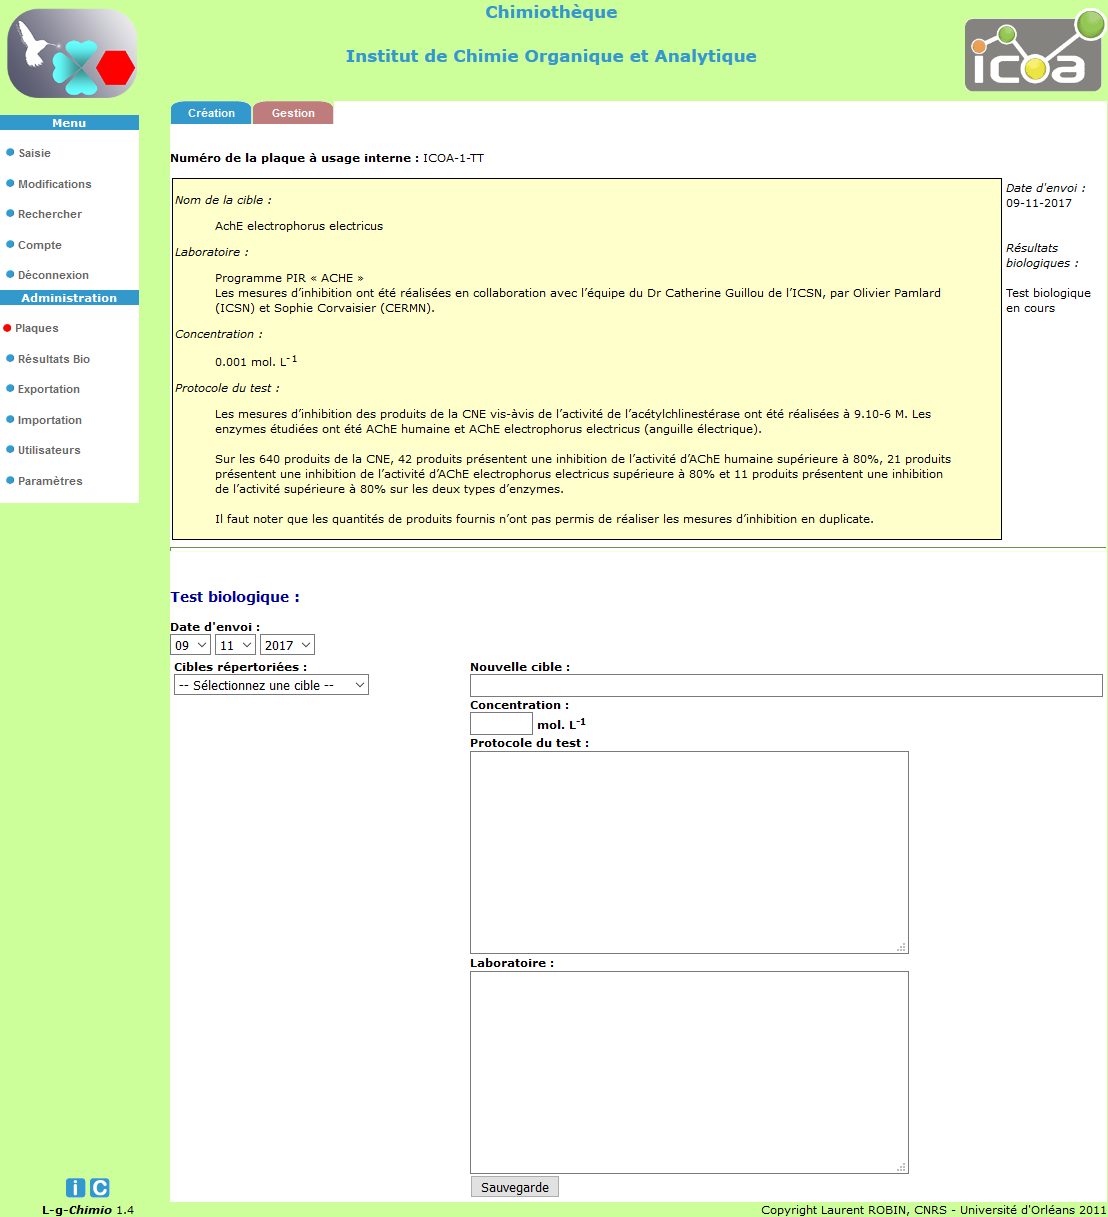 Chimiothèque
Institut de Chimie Organique et Analytique
icoa
Menu
Saisie
Modifications
Rechercher
Compte
Déconnexion
Administration
Plaques
Résultats Bio
Exportation
Importation
Utilisateurs
Paramètres
Création
Gestion
Numéro de la plaque à usage interne : ICOA-1-TT
Nom de la cible :
AchE electrophorus electricus
Laboratoire :
Programme PIR « ACHE »
Les mesures d’inhibition ont été réalisées en collaboration avec l’équipe du Dr Catherine Guillou de l’ICSN, par Olivier Pamlard
(ICSN) et Sophie Corvaisier (CERMN).
Concentration :
0.001 mol. L-1
Protocole du test :
Les mesures d’inhibition des produits de la CNE vis-àvis de l’activité de l’acétylchlinestérase ont été réalisées à 9.10-6 M. Les
enzymes étudiées ont été AChE humaine et AChE electrophorus electricus (anguille électrique).
Sur les 640 produits de la CNE, 42 produits présentent une inhibition de l’activité d’AChE humaine supérieure à 80%, 21 produits
présentent une inhibition de l’activité d’AChE electrophorus electricus supérieure à 80% et 11 produits présentent une inhibition
de l’activité supérieure à 80% sur les deux types d’enzymes.
Il faut noter que les quantités de produits fournis n’ont pas permis de réaliser les mesures d’inhibition en duplicate.
Date d'envoi :
09-11-2017
Résultats
biologiques :
Test biologique
en cours
Test biologique :
Date d'envoi :
09 11 2017
Cibles répertoriées :
-- Sélectionnez une cible --
Nouvelle cible :
Concentration :
mol. L-1
Protocole du test :
Laboratoire :
Sauvegarde
i C
L-g-Chimio 1.4
Copyright Laurent ROBIN, CNRS - Université d'Orléans 2011